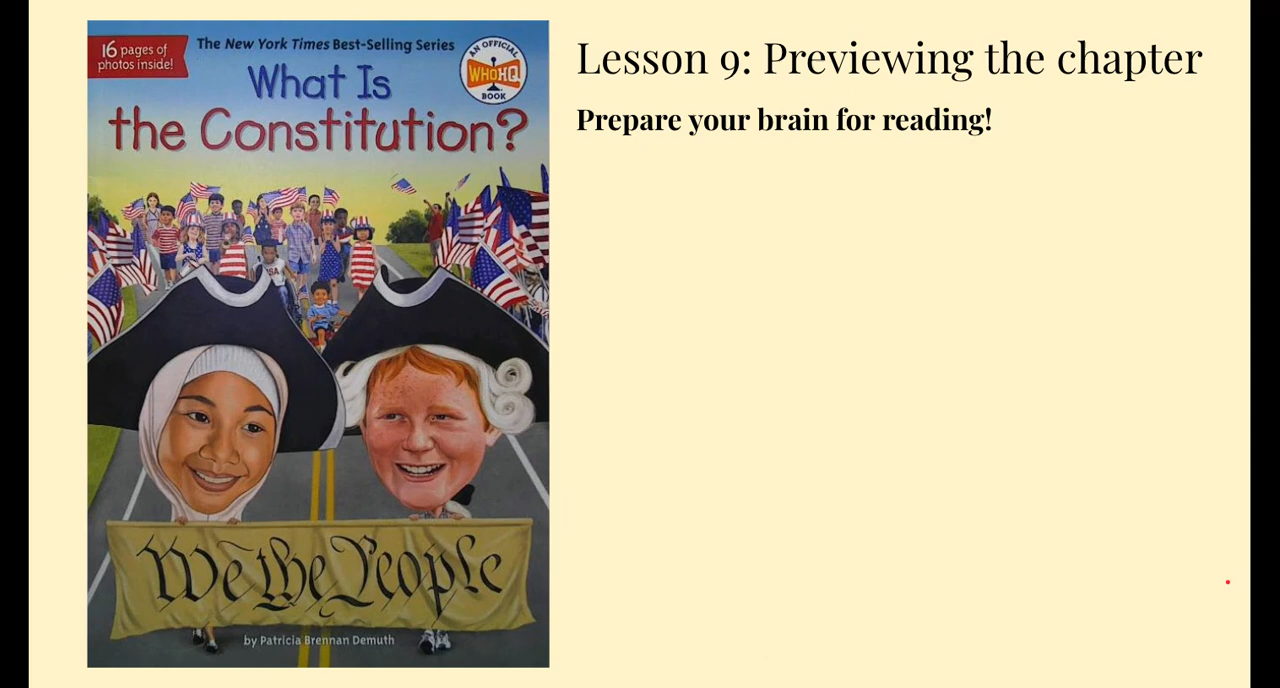 16 pages of
photos inside!
The New York Times Best-Selling Series
AN OFFICIAL
WHOHQ
BOOK
What Is
the Constitution?
USA
We the People
by Patricia Brennan Demuth
Lesson 9: Previewing the chapter
Prepare your brain for reading!